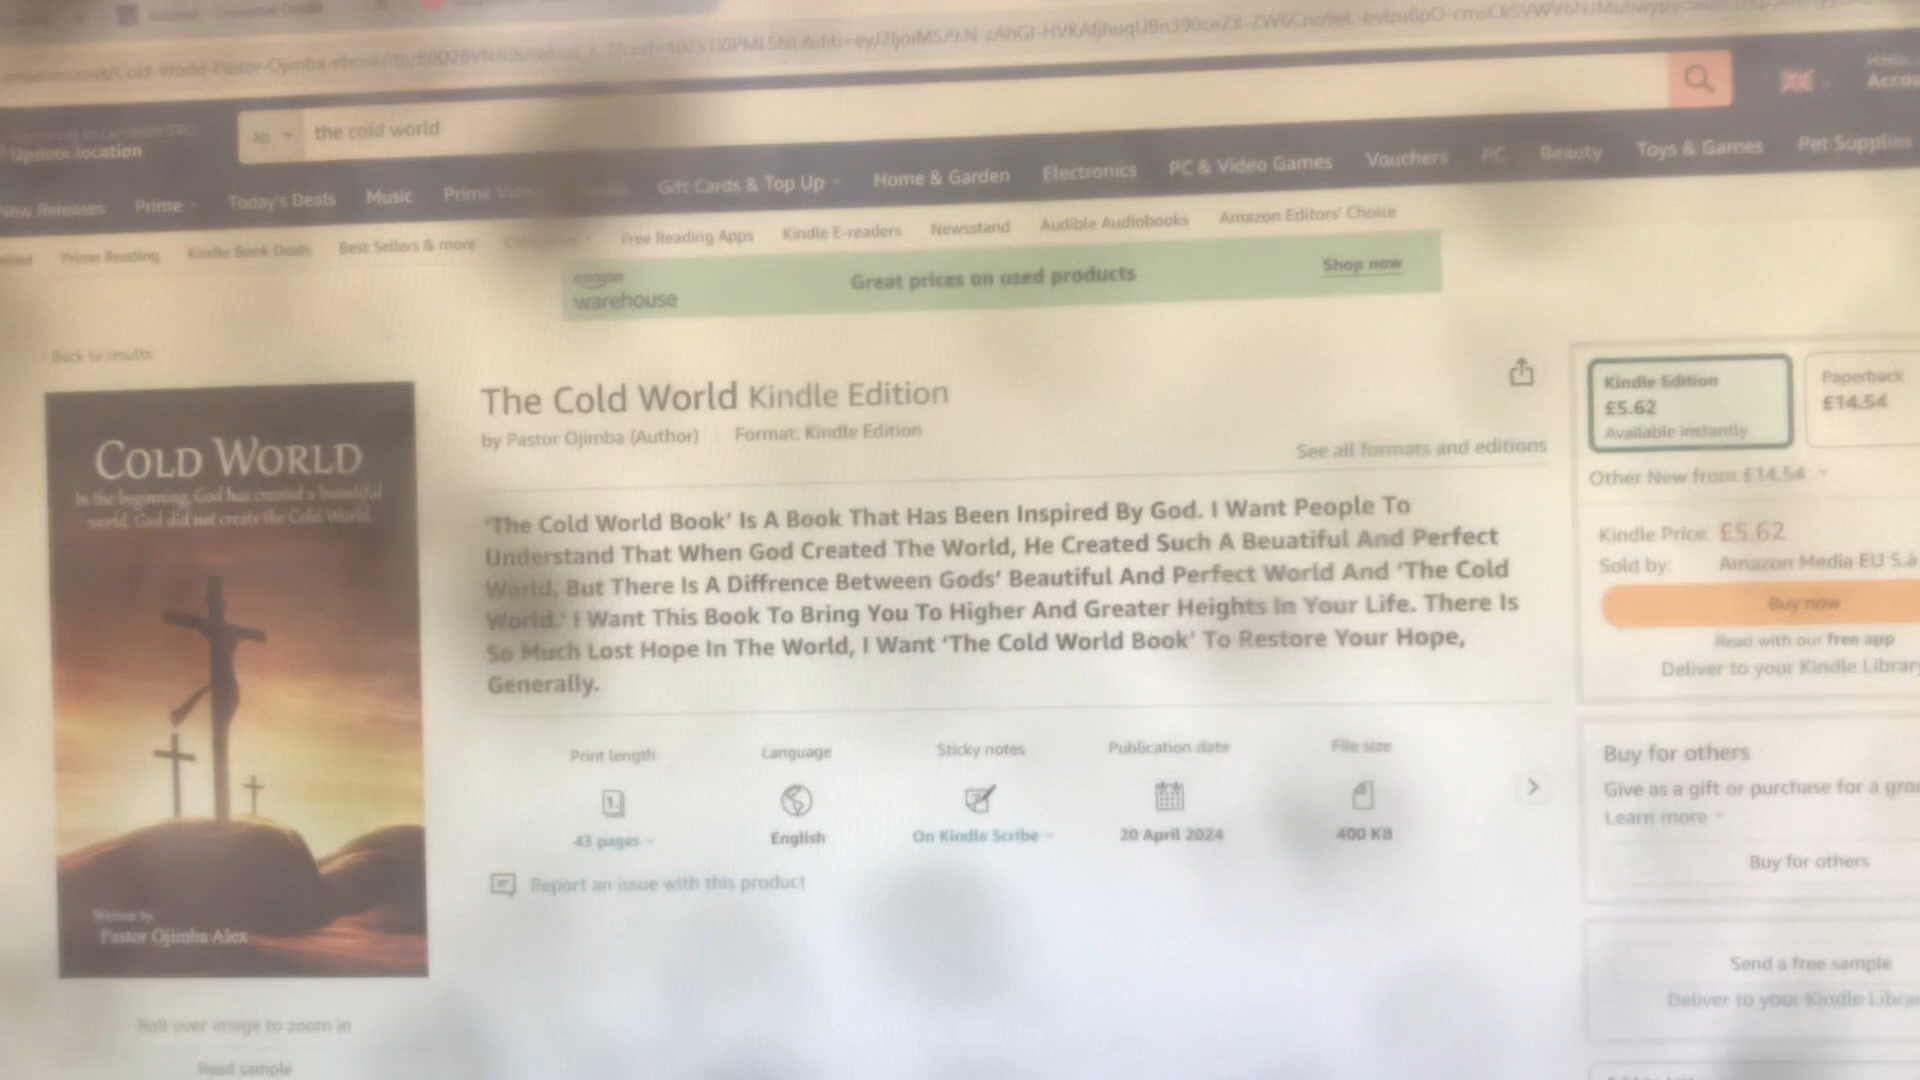 the cold world
All
Update location
New Releases Prime Today's Deals Music Prime Video Gift Cards & Top Up Home & Garden Electronics PC & Video Games Vouchers PC Beauty Toys & Games Pet Supplies
Prime Reading Kindle Book Deals Best Sellers & more Free Reading Apps Kindle E-readers Newsstand Audible Audiobooks Amazon Editors' Choice
amazon
warehouse
Great prices on used products
Shop now
Back to results
COLD WORLD
In the beginning, God has created a beautiful
world. God did not create the Cold World
Written by
Pastor Ojimba Alex
Roll over image to zoom in
Read sample
The Cold World Kindle Edition
by Pastor Ojimba (Author) Format: Kindle Edition
See all formats and editions
'The Cold World Book' Is A Book That Has Been Inspired By God. I Want People To
Understand That When God Created The World, He Created Such A Beuatiful And Perfect
World, But There Is A Diffrence Between Gods' Beautiful And Perfect World And 'The Cold
World.' I Want This Book To Bring You To Higher And Greater Heights In Your Life. There Is
So Much Lost Hope In The World, I Want 'The Cold World Book' To Restore Your Hope,
Generally.
Print length
43 pages
Language
English
Sticky notes
On Kindle Scribe
Publication date
20 April 2024
File size
400 KB
Report an issue with this product
Kindle Edition
£5.62
Available instantly
Paperback
£14.54
Other New from £14.54
Kindle Price: £5.62
Sold by: Amazon Media EU S.à
Buy now
Read with our free app
Deliver to your Kindle Library
Buy for others
Give as a gift or purchase for a
Learn more
Buy for others
Send a free sample
Deliver to your Kindle